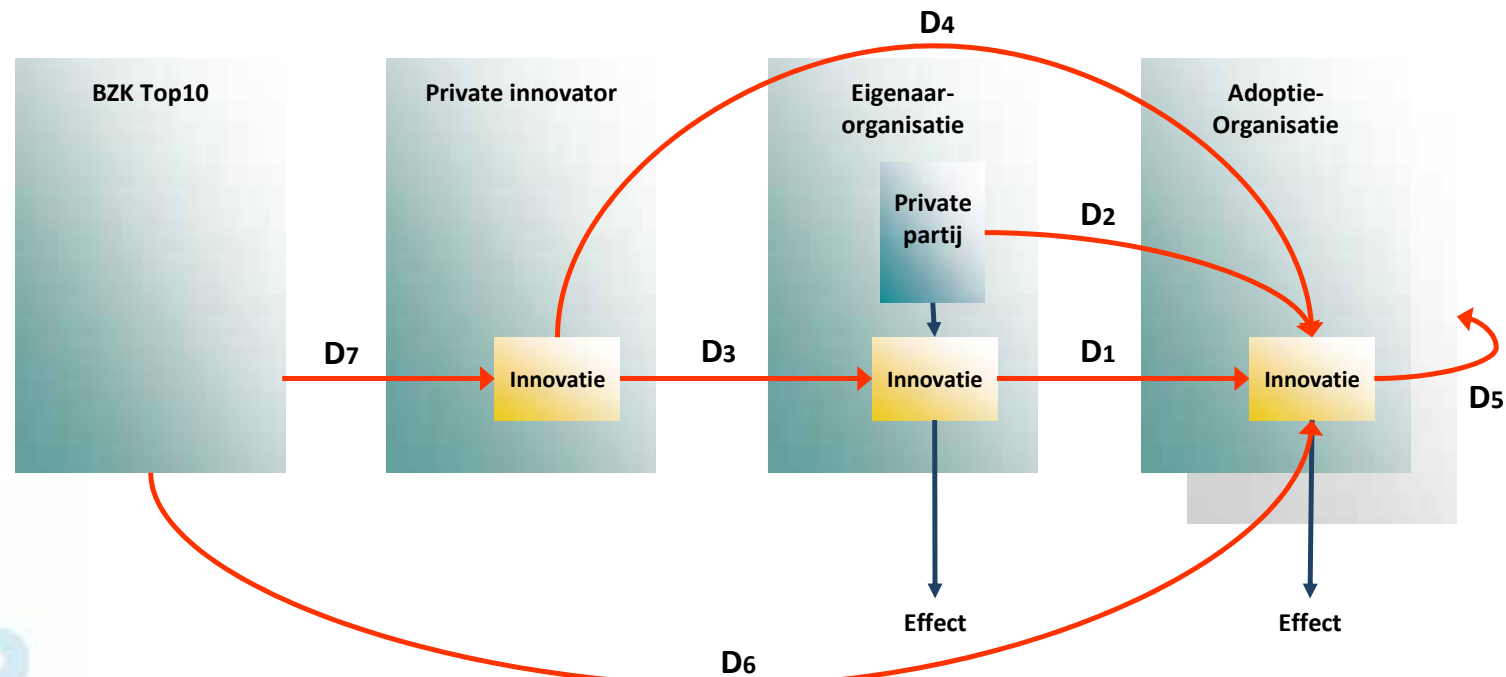 D4
BZK Top10
Private innovator
Eigenaar-
organisatie
Adoptie-
Organisatie
Private
partij
D2
D7
D3
D1
Innovatie
Innovatie
Innovatie
D5
Effect
Effect
D6